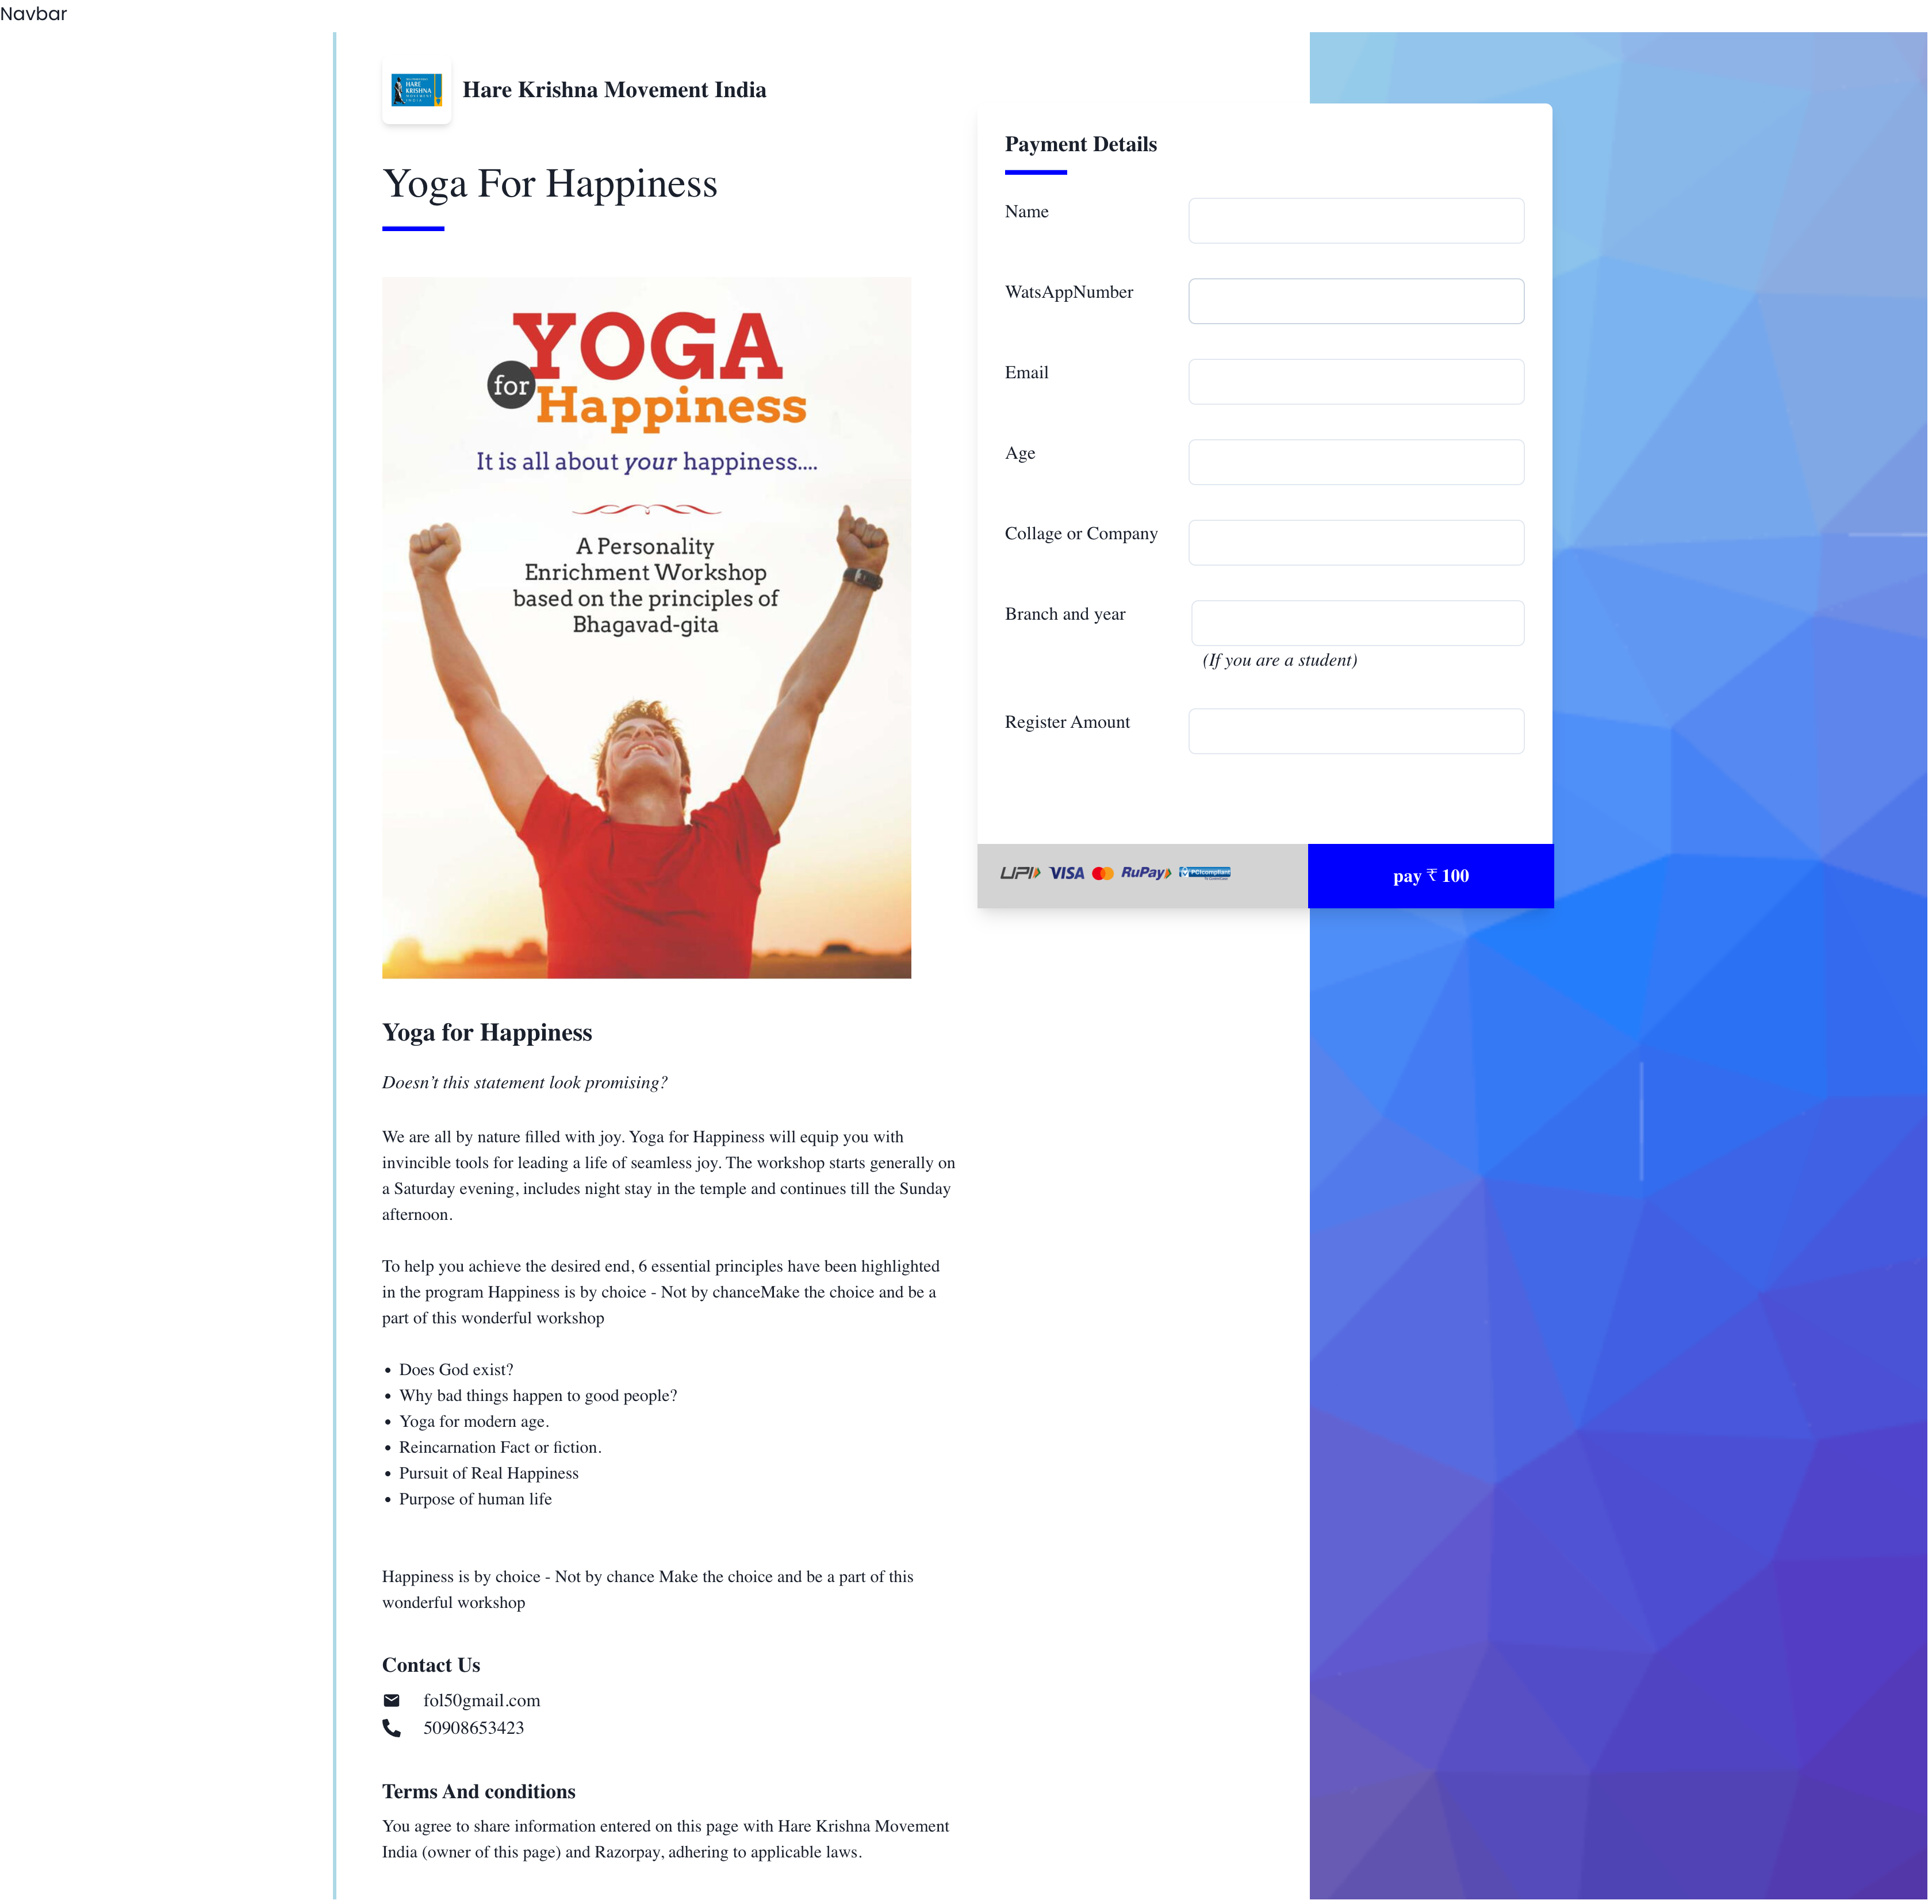 Navbar
HARE
KRISHNA
MOVEMENT
INDIA
Hare Krishna Movement India
Yoga For Happiness
YOGA
for
Happiness
It is all about your happiness....
A Personality
Enrichment Workshop
based on the principles of
Bhagavad-gita
Yoga for Happiness
Doesn't this statement look promising?
We are all by nature filled with joy. Yoga for Happiness will equip you with
invincible tools for leading a life of seamless joy. The workshop starts generally on
a Saturday evening, includes night stay in the temple and continues till the Sunday
afternoon.
To help you achieve the desired end, 6 essential principles have been highlighted
in the program Happiness is by choice - Not by chanceMake the choice and be a
part of this wonderful workshop
• Does God exist?
• Why bad things happen to good people?
• Yoga for modern age.
• Reincarnation Fact or fiction.
• Pursuit of Real Happiness
• Purpose of human life
Happiness is by choice - Not by chance Make the choice and be a part of this
wonderful workshop
Contact Us
fol50gmail.com
50908653423
Terms And conditions
You agree to share information entered on this page with Hare Krishna Movement
India (owner of this page) and Razorpay, adhering to applicable laws.
Payment Details
Name
WatsAppNumber
Email
Age
Collage or Company
Branch and year
(If you are a student)
Register Amount
UPI VISA RuPay PCI compliant
pay ₹ 100